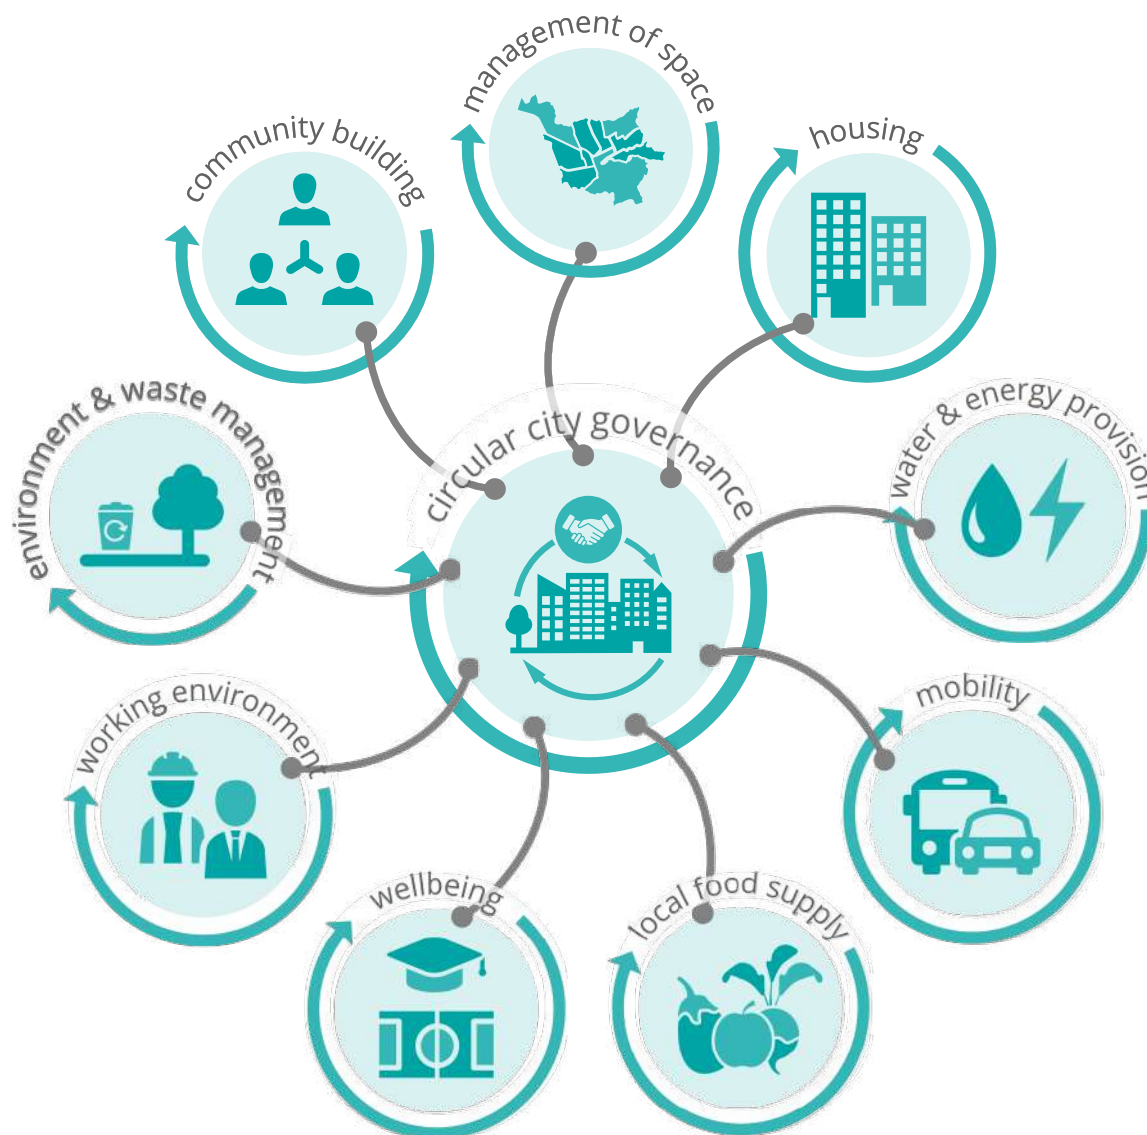 management of space
community building
housing
environment & waste management
circular city governance
water & energy provision
working environment
mobility
wellbeing
local food supply